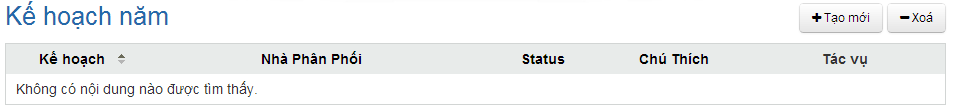 Kế hoạch năm
Tạo mới
Xoá
Kế hoạch Nhà Phân Phối Status Chú Thích Tác vụ
Không có nội dung nào được tìm thấy.